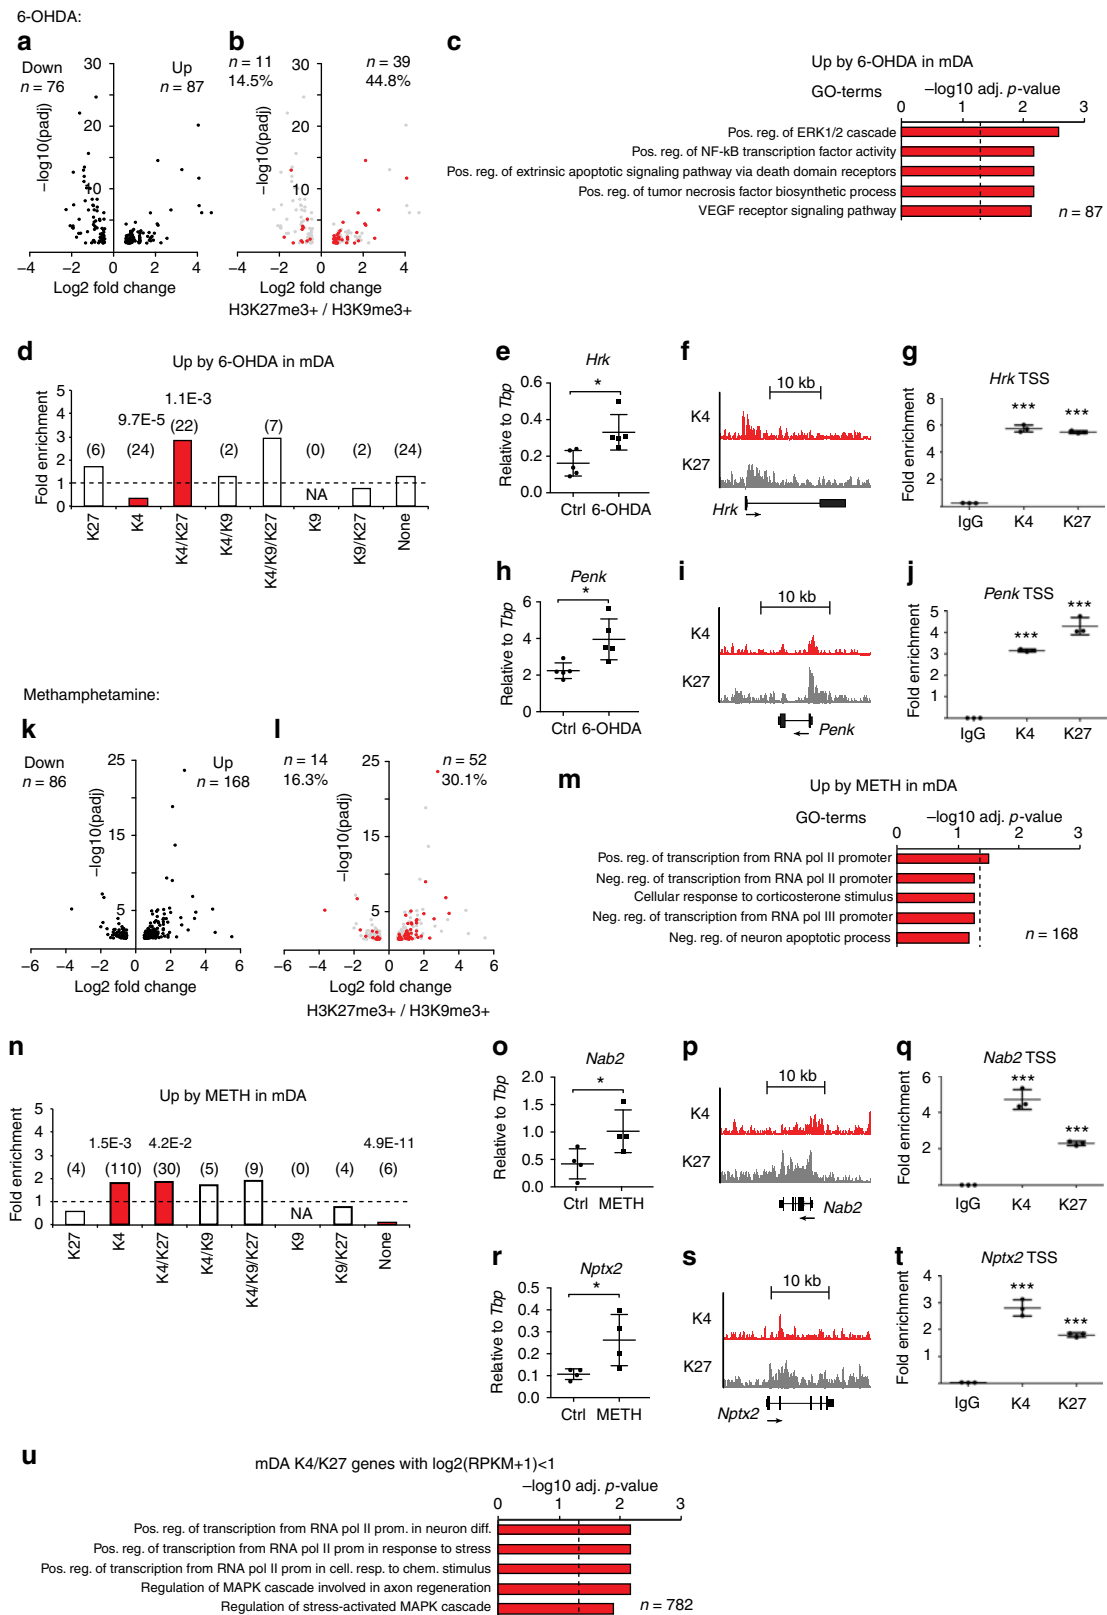 6-OHDA:
a
Down
n = 76
Up
n = 87
30
20
10
–log10(padj)
–4 –2 0 2 4
Log2 fold change
b
n = 11
14.5%
n = 39
44.8%
30
20
10
–log10(padj)
–4 –2 0 2 4
Log2 fold change
H3K27me3+ / H3K9me3+
c
Up by 6-OHDA in mDA
GO-terms
–log10 adj. p-value
0 1 2 3
Pos. reg. of ERK1/2 cascade
Pos. reg. of NF-kB transcription factor activity
Pos. reg. of extrinsic apoptotic signaling pathway via death domain receptors
Pos. reg. of tumor necrosis factor biosynthetic process
VEGF receptor signaling pathway
n = 87
d
Up by 6-OHDA in mDA
Fold enrichment
5
4
3
2
1
0
1.1E-3
9.7E-5
(6) (24) (22) (2) (7) (0) (2) (24)
NA
K27 K4 K4/K27 K4/K9 K4/K9/K27 K9 K9/K27 None
e
Hrk
Relative to Tbp
0.6
0.4
0.2
0.0
*
Ctrl 6-OHDA
f
10 kb
K4
K27
Hrk
g
Hrk TSS
Fold enrichment
8
6
4
2
*** ***
IgG K4 K27
h
Penk
Relative to Tbp
6
4
2
0
*
Ctrl 6-OHDA
i
10 kb
K4
K27
Penk
j
Penk TSS
Fold enrichment
5
4
3
2
1
***
***
IgG K4 K27
Methamphetamine:
k
Down
n = 86
Up
n = 168
25
15
5
–log10(padj)
–6 –4 –2 0 2 4 6
Log2 fold change
l
n = 14
16.3%
n = 52
30.1%
25
15
5
–log10(padj)
–6 –4 –2 0 2 4 6
Log2 fold change
H3K27me3+ / H3K9me3+
m
Up by METH in mDA
GO-terms
–log10 adj. p-value
0 1 2 3
Pos. reg. of transcription from RNA pol II promoter
Neg. reg. of transcription from RNA pol II promoter
Cellular response to corticosterone stimulus
Neg. reg. of transcription from RNA pol III promoter
Neg. reg. of neuron apoptotic process
n = 168
n
Up by METH in mDA
Fold enrichment
5
4
3
2
1
0
1.5E-3 4.2E-2 4.9E-11
(4) (110) (30) (5) (9) (0) (4) (6)
NA
K27 K4 K4/K27 K4/K9 K4/K9/K27 K9 K9/K27 None
o
Nab2
Relative to Tbp
2.0
1.5
1.0
0.5
0.0
*
Ctrl METH
p
10 kb
K4
K27
Nab2
q
Nab2 TSS
Fold enrichment
6
4
2
***
***
IgG K4 K27
r
Nptx2
Relative to Tbp
0.5
0.4
0.3
0.2
0.1
0.0
*
Ctrl METH
s
10 kb
K4
K27
Nptx2
t
Nptx2 TSS
Fold enrichment
4
3
2
1
***
***
IgG K4 K27
u
mDA K4/K27 genes with log2(RPKM+1)<1
–log10 adj. p-value
0 1 2 3
Pos. reg. of transcription from RNA pol II prom. in neuron diff.
Pos. reg. of transcription from RNA pol II prom in response to stress
Pos. reg. of transcription from RNA pol II prom in cell. resp. to chem. stimulus
Regulation of MAPK cascade involved in axon regeneration
Regulation of stress-activated MAPK cascade
n = 782